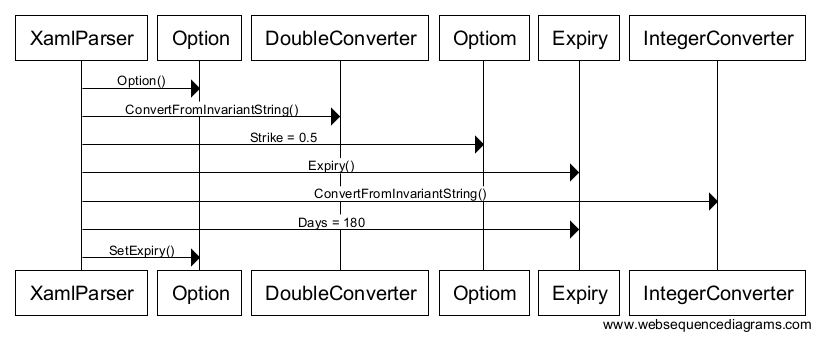 XamlParser Option DoubleConverter Optiom Expiry IntegerConverter
Option()
ConvertFromInvariantString()
Strike = 0.5
Expiry()
ConvertFromInvariantString()
Days = 180
SetExpiry()
XamlParser Option DoubleConverter Optiom Expiry IntegerConverter
www.websequencediagrams.com